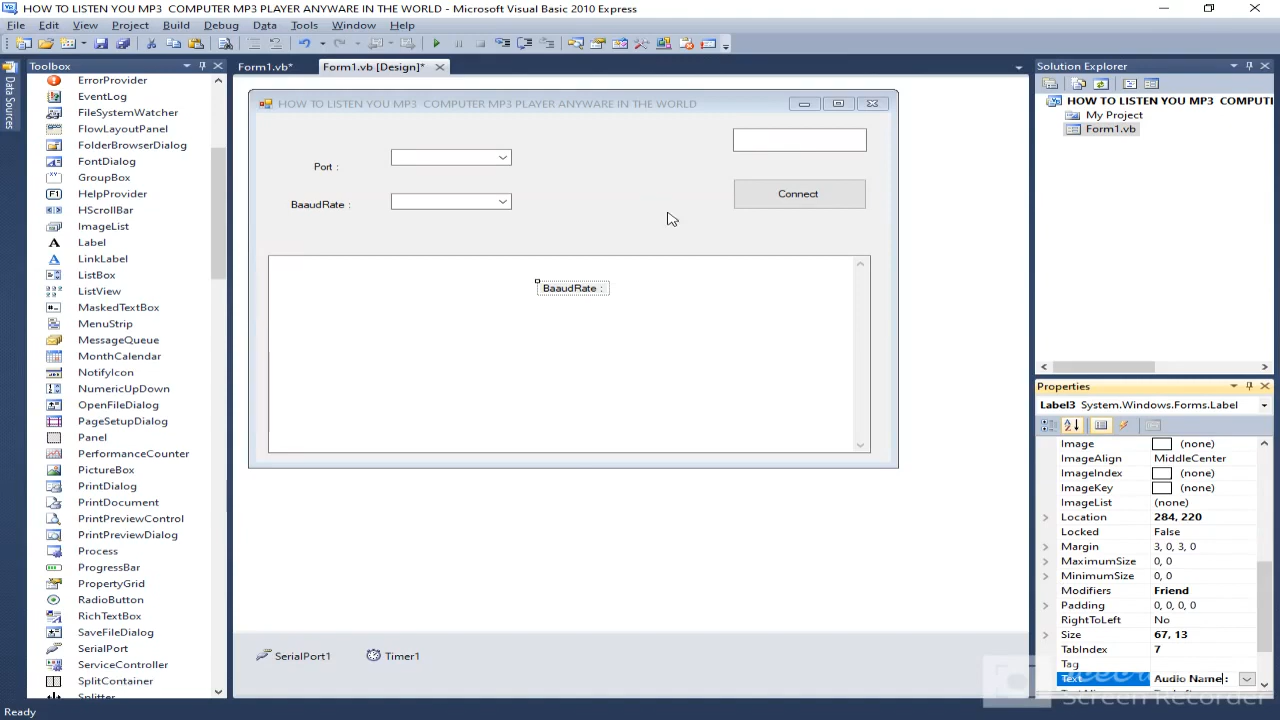 HOW TO LISTEN YOU MP3 COMPUTER MP3 PLAYER ANYWARE IN THE WORLD - Microsoft Visual Basic 2010 Express
File Edit View Project Build Debug Data Tools Window Help
Data Sources
Toolbox
ErrorProvider
EventLog
FileSystemWatcher
FlowLayoutPanel
FolderBrowserDialog
FontDialog
GroupBox
HelpProvider
HScrollBar
ImageList
Label
LinkLabel
ListBox
ListView
MaskedTextBox
MenuStrip
MessageQueue
MonthCalendar
NotifyIcon
NumericUpDown
OpenFileDialog
PageSetupDialog
Panel
PerformanceCounter
PictureBox
PrintDialog
PrintDocument
PrintPreviewControl
PrintPreviewDialog
Process
ProgressBar
PropertyGrid
RadioButton
RichTextBox
SaveFileDialog
SerialPort
ServiceController
SplitContainer
Splitter
Form1.vb* Form1.vb [Design]*
HOW TO LISTEN YOU MP3 COMPUTER MP3 PLAYER ANYWARE IN THE WORLD
Port :
BaaudRate :
Connect
BaaudRate :
SerialPort1 Timer1
Solution Explorer
HOW TO LISTEN YOU MP3 COMPUT
My Project
Form1.vb
Properties
Label3 System.Windows.Forms.Label
Image (none)
ImageAlign MiddleCenter
ImageIndex (none)
ImageKey (none)
ImageList (none)
Location 284, 220
Locked False
Margin 3, 0, 3, 0
MaximumSize 0, 0
MinimumSize 0, 0
Modifiers Friend
Padding 0, 0, 0, 0
RightToLeft No
Size 67, 13
TabIndex 7
Tag
Text Audio Name :
Screen Recorder
Ready